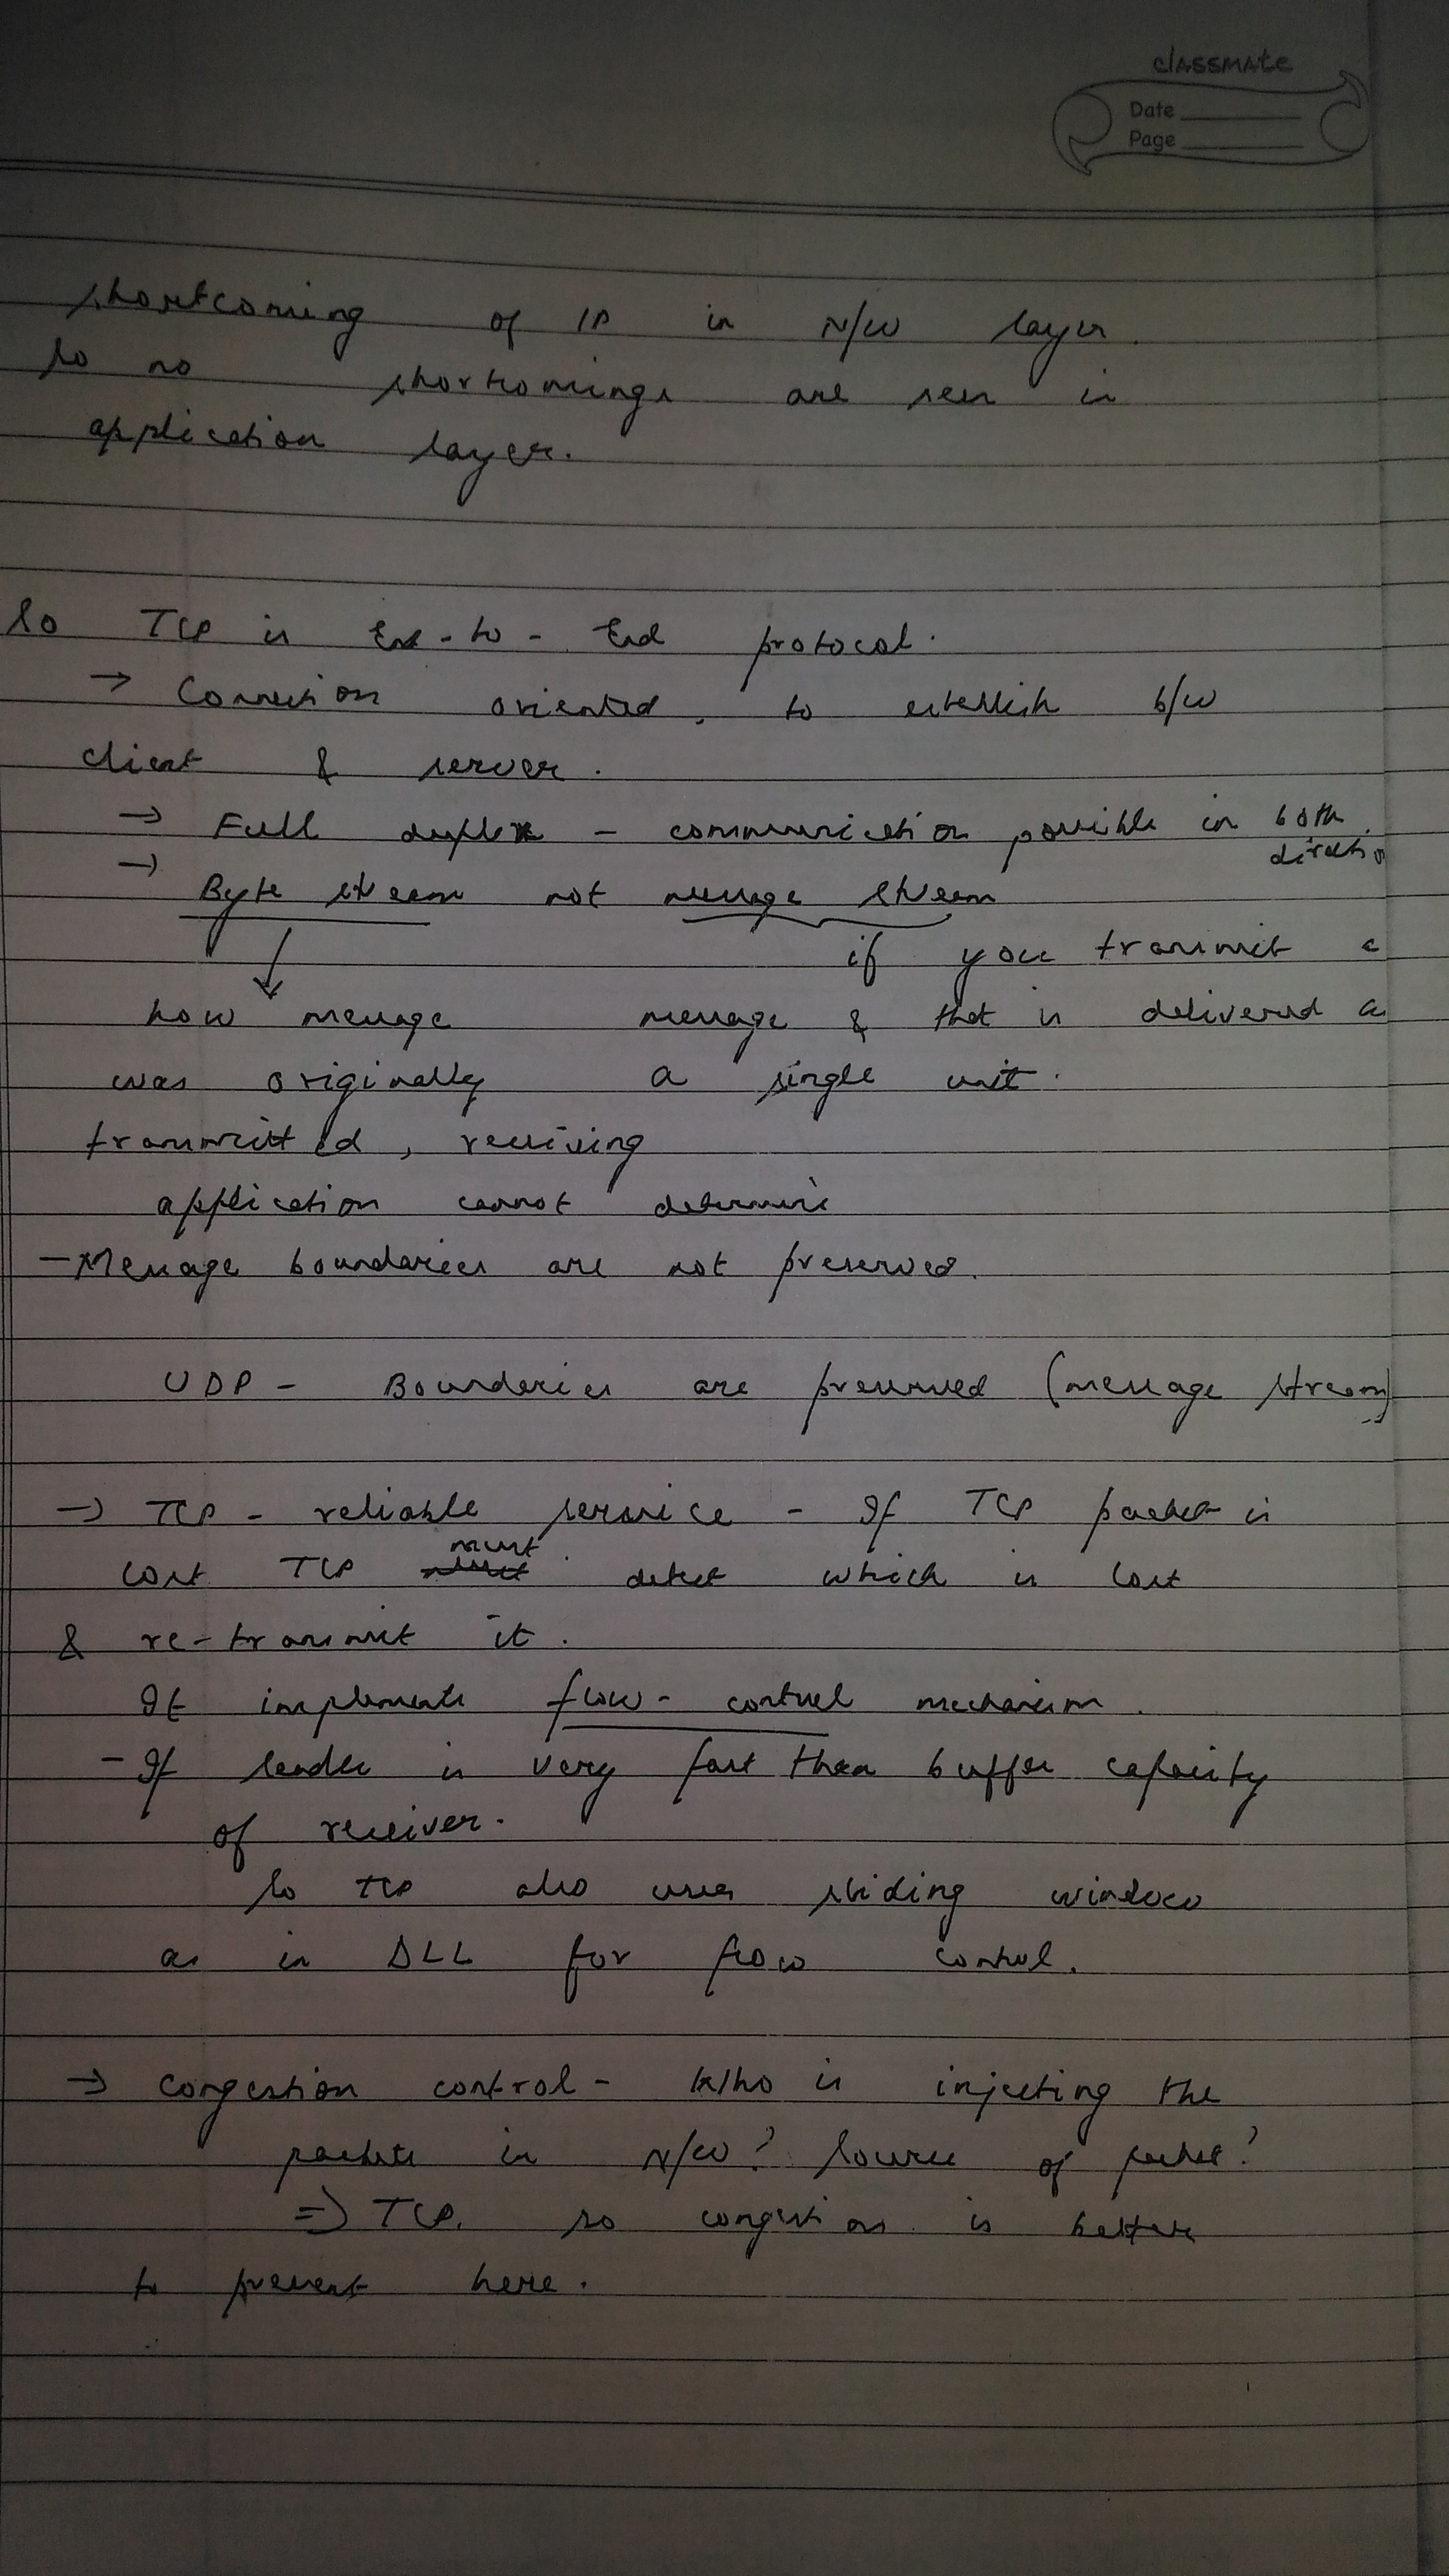 classmate
Date
Page
shortcoming of IP in N/W layer.
so no shortcomings are seen in
application layer.
So TCP is End-to-End protocol.
→ Connection oriented, to establish b/w
client & server.
→ Full duplex - communication possible in both
direction
→ Byte stream not message stream
if you transmit a
how message message & that is delivered as
was originally a single unit.
transmitted, receiving
application cannot determine
- Message boundaries are not preserved.
UDP - Boundaries are preserved (message stream)
→ TCP - reliable service - If TCP packet is
lost TCP must detect which is lost
& re-transmit it.
It implements flow-control mechanism.
- If sender is very fast than buffer capacity
of receiver.
So TCP also uses sliding window
as in DLL for flow control.
→ Congestion control - Who is injecting the
packets in N/W? Source of packet?
⇒ TCP. so congestion is better
to prevent here.